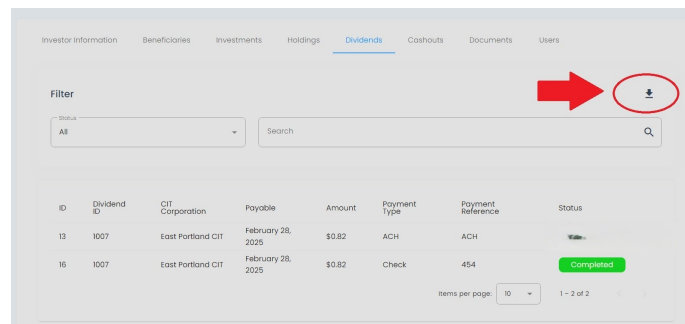 Investor Information Beneficiaries Investments Holdings Dividends Cashouts Documents Users
Filter
Status
All Search
ID Dividend ID CIT Corporation Payable Amount Payment Type Payment Reference Status
13 1007 East Portland CIT February 28, 2025 $0.82 ACH ACH
16 1007 East Portland CIT February 28, 2025 $0.82 Check 454 Completed
Items per page: 10 1 – 2 of 2